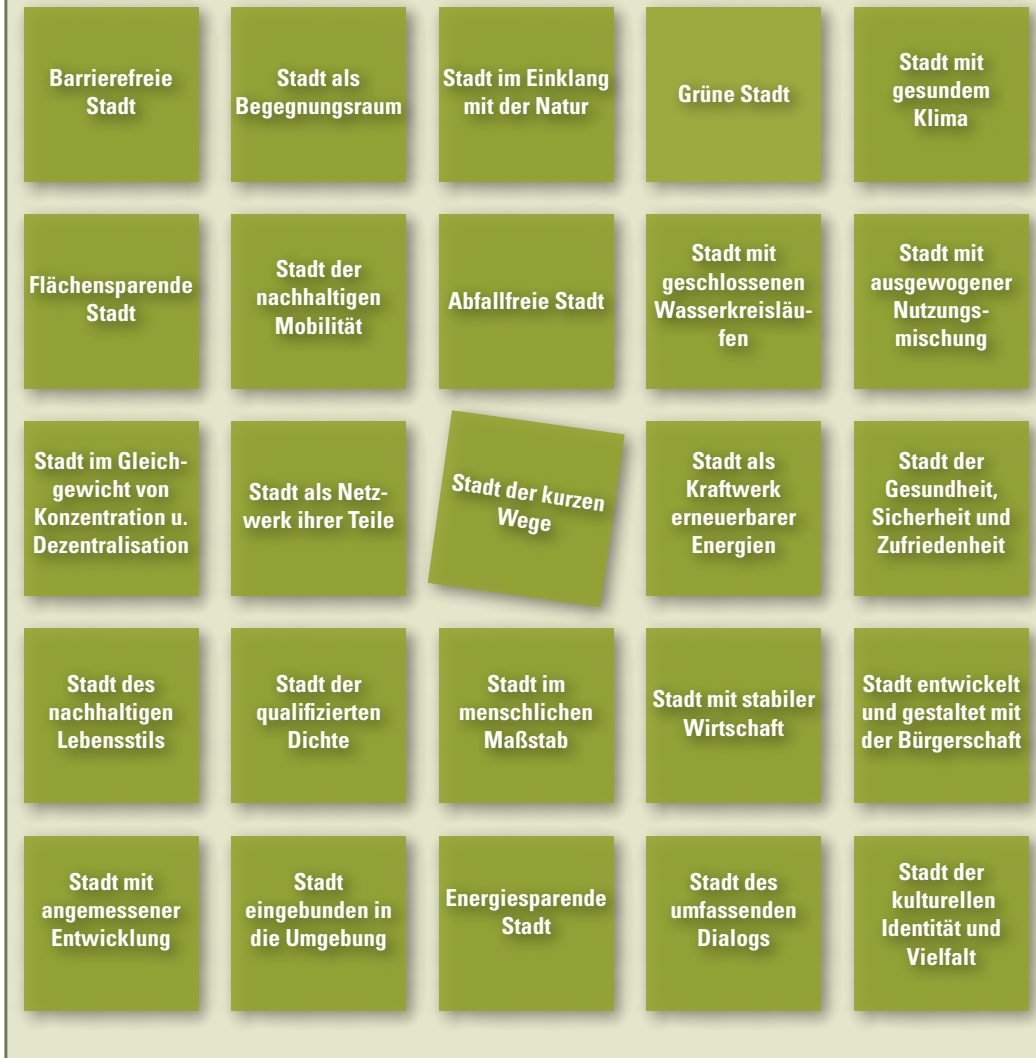 Barrierefreie
Stadt
Stadt als
Begegnungsraum
Stadt im Einklang
mit der Natur
Grüne Stadt
Stadt mit
gesundem
Klima
Flächensparende
Stadt
Stadt der
nachhaltigen
Mobilität
Abfallfreie Stadt
Stadt mit
geschlossenen
Wasserkreisläu-
fen
Stadt mit
ausgewogener
Nutzungs-
mischung
Stadt im Gleich-
gewicht von
Konzentration u.
Dezentralisation
Stadt als Netz-
werk ihrer Teile
Stadt der kurzen
Wege
Stadt als
Kraftwerk
erneuerbarer
Energien
Stadt der
Gesundheit,
Sicherheit und
Zufriedenheit
Stadt des
nachhaltigen
Lebensstils
Stadt der
qualifizierten
Dichte
Stadt im
menschlichen
Maßstab
Stadt mit stabiler
Wirtschaft
Stadt entwickelt
und gestaltet mit
der Bürgerschaft
Stadt mit
angemessener
Entwicklung
Stadt
eingebunden in
die Umgebung
Energiesparende
Stadt
Stadt des
umfassenden
Dialogs
Stadt der
kulturellen
Identität und
Vielfalt